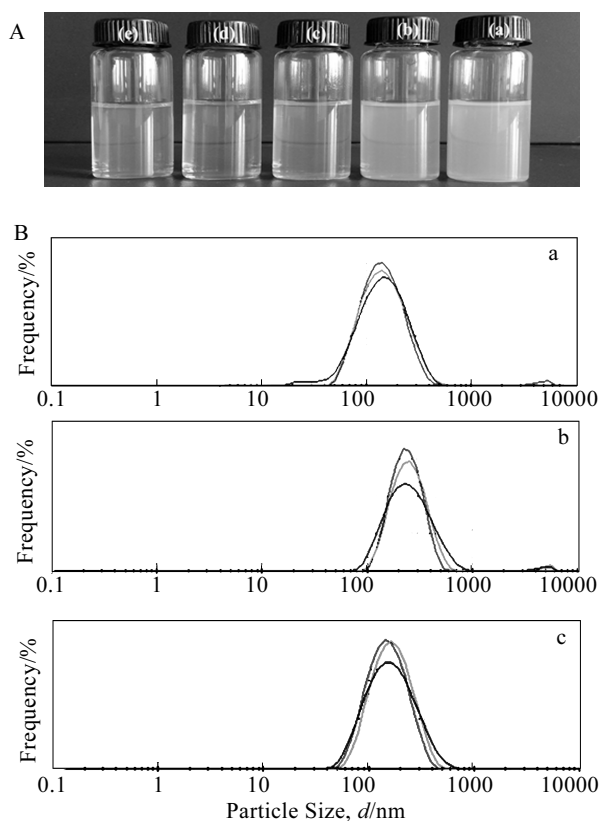 A
(e) (d) (c) (b) (a)
B
a
Frequency/%
0.1 1 10 100 1000 10000
b
Frequency/%
0.1 1 10 100 1000 10000
c
Frequency/%
0.1 1 10 100 1000 10000
Particle Size, d/nm